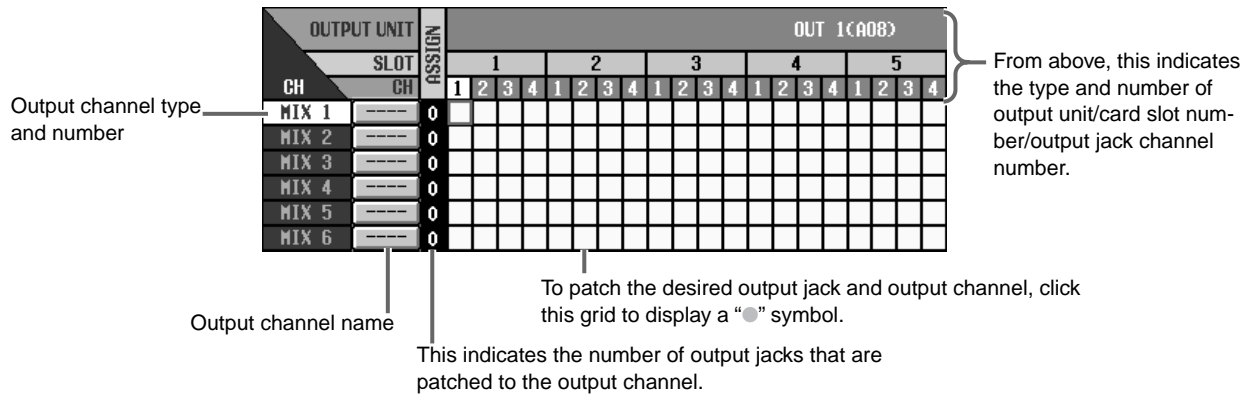 OUTPUT UNIT
ASSIGN
OUT 1(A08)
SLOT 1 2 3 4 5
CH CH 1 2 3 4 1 2 3 4 1 2 3 4 1 2 3 4 1 2 3 4
MIX 1 ---- 0
MIX 2 ---- 0
MIX 3 ---- 0
MIX 4 ---- 0
MIX 5 ---- 0
MIX 6 ---- 0
Output channel type
and number
From above, this indicates
the type and number of
output unit/card slot num-
ber/output jack channel
number.
To patch the desired output jack and output channel, click
this grid to display a “●” symbol.
Output channel name
This indicates the number of output jacks that are
patched to the output channel.